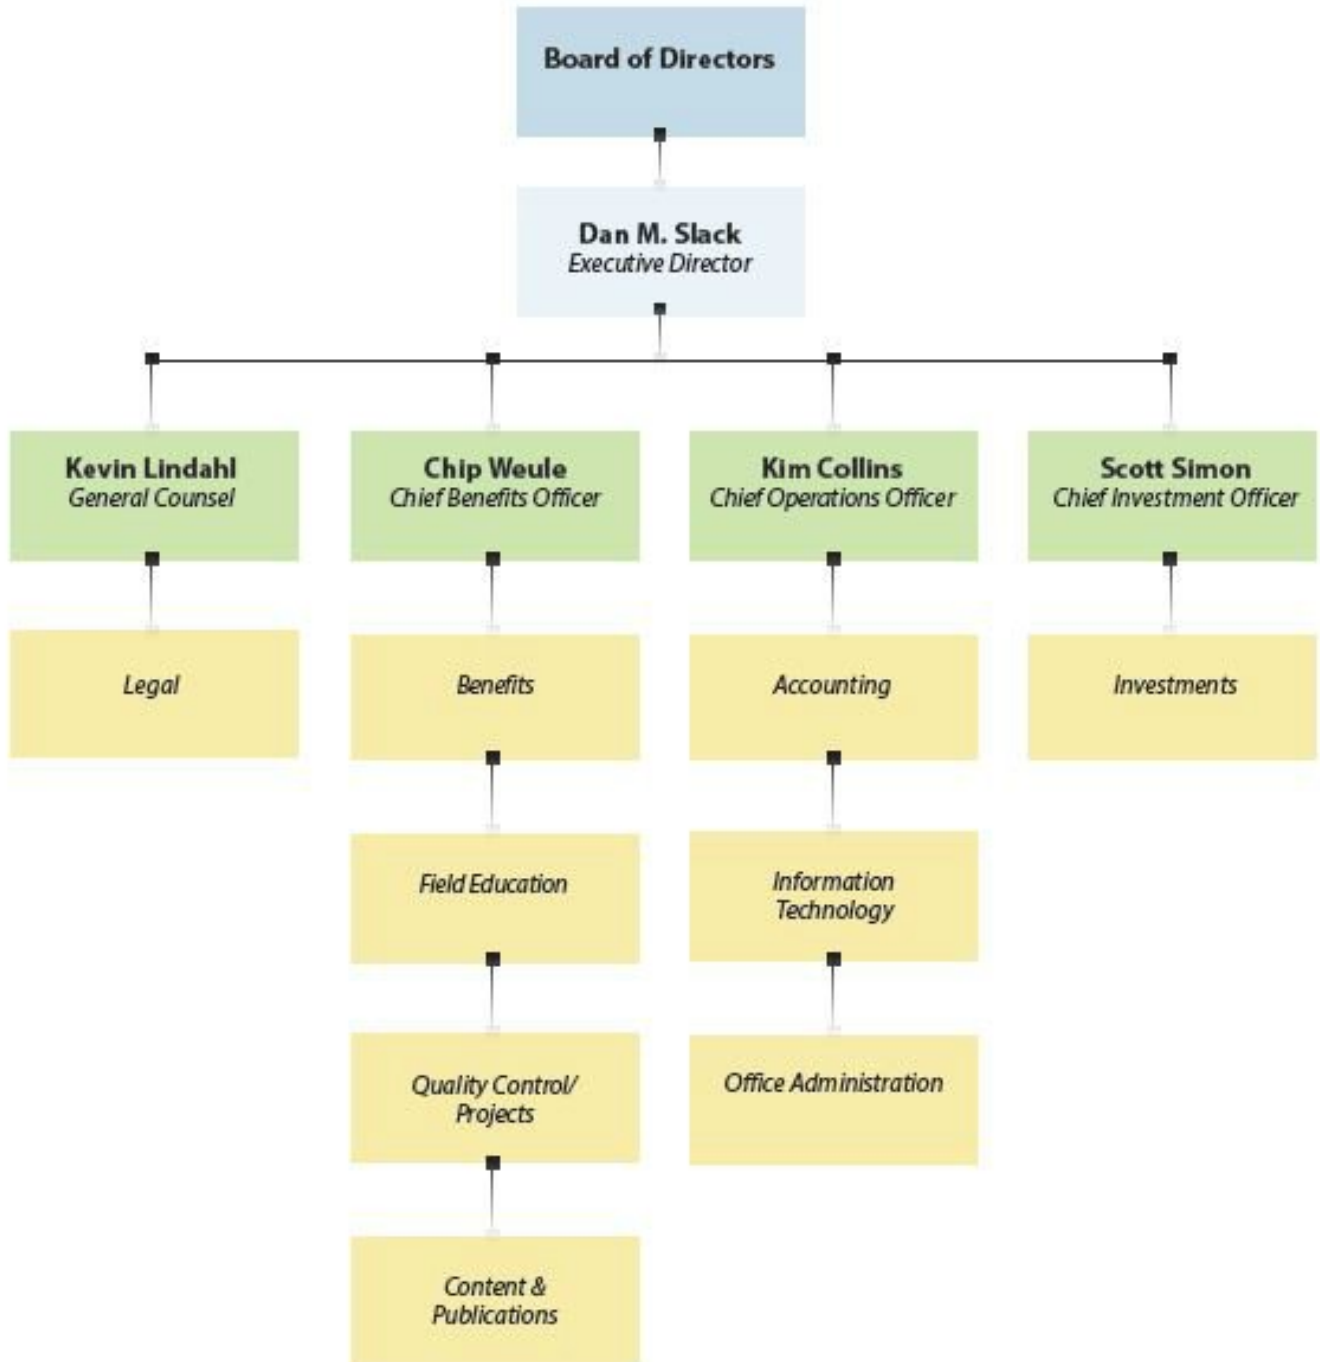 Board of Directors
Dan M. Slack
Executive Director
Kevin Lindahl
General Counsel
Chip Weule
Chief Benefits Officer
Kim Collins
Chief Operations Officer
Scott Simon
Chief Investment Officer
Legal
Benefits
Accounting
Investments
Field Education
Information
Technology
Quality Control/
Projects
Office Administration
Content &
Publications